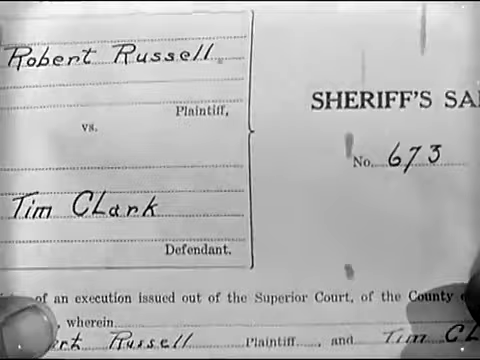 Robert Russell
Plaintiff,
vs.
SHERIFF'S SA
No. 673
Tim Clark
Defendant.
of an execution issued out of the Superior Court, of the County
, wherein
Russell Plaintiff, and Tim CL